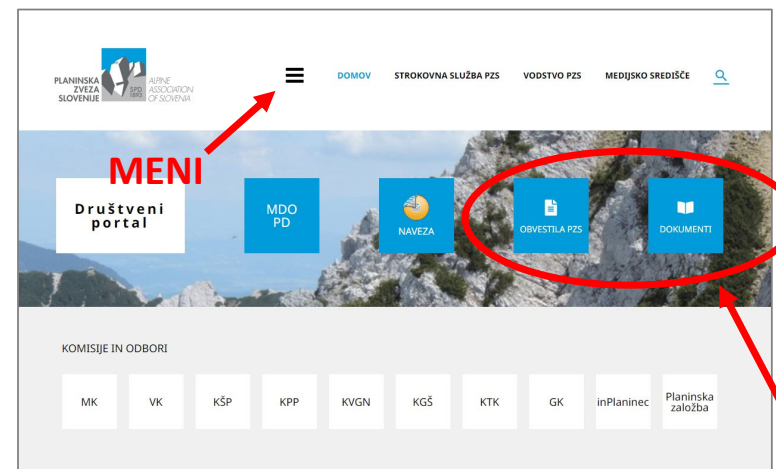 PLANINSKA
ZVEZA
SLOVENIJE
SPD
1893
ALPINE
ASSOCIATION
OF SLOVENIA
DOMOV STROKOVNA SLUŽBA PZS VODSTVO PZS MEDIJSKO SREDIŠČE
MENI
Društveni
portal
MDO
PD
NAVEZA
OBVESTILA PZS
DOKUMENTI
KOMISIJE IN ODBORI
MK VK KŠP KPP KVGN KGŠ KTK GK inPlaninec Planinska
založba